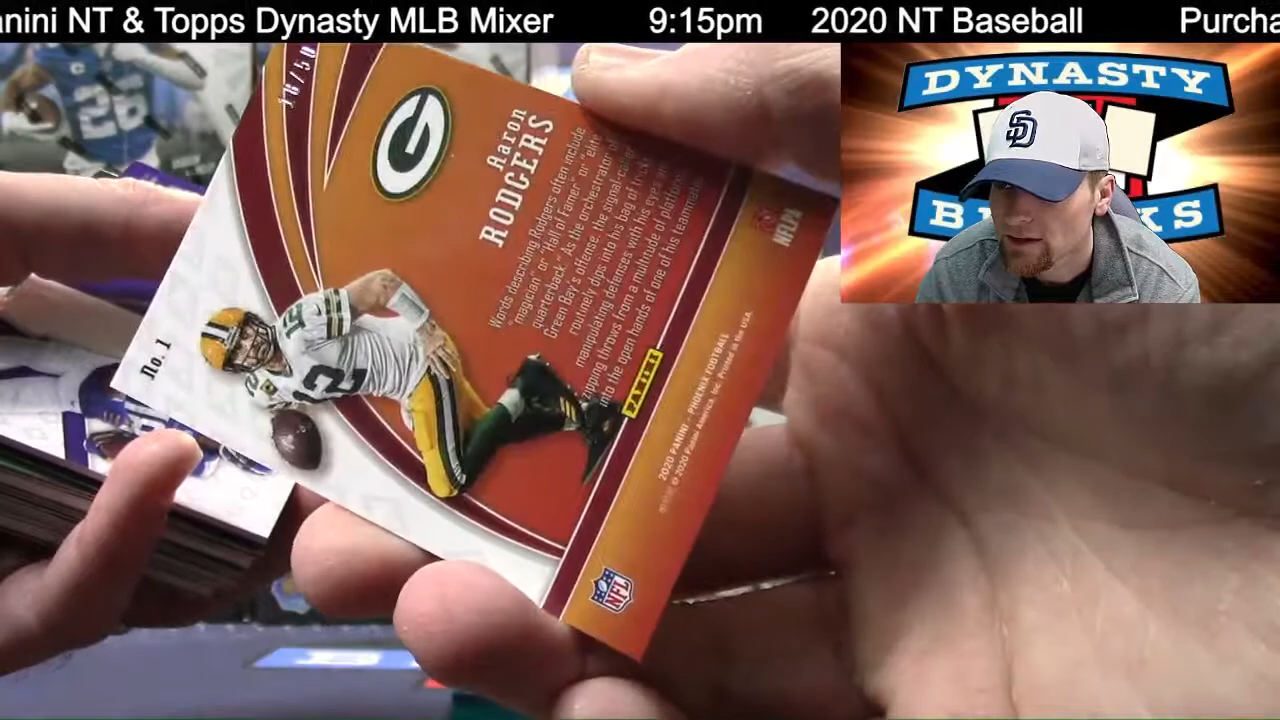 anini NT & Topps Dynasty MLB Mixer 9:15pm 2020 NT Baseball Purcha
DYNASTY
SD
/50
G
Aaron
RODGERS
Words describing Rodgers often include
"magician" or "Hall of Famer" or "elite
quarterback." As the orchestrator of
Green Bay's offense, the signal-caller
routinely dips into his bag of tricks,
manipulating defenses with his eyes
zipping throws from a multitude of platforms
into the open hands of one of his teammates.
NFLPA
No. 1
12
PANINI
2020 PANINI - PHOENIX FOOTBALL
© 2020 Panini America, Inc. Printed in the USA.
NFL
26